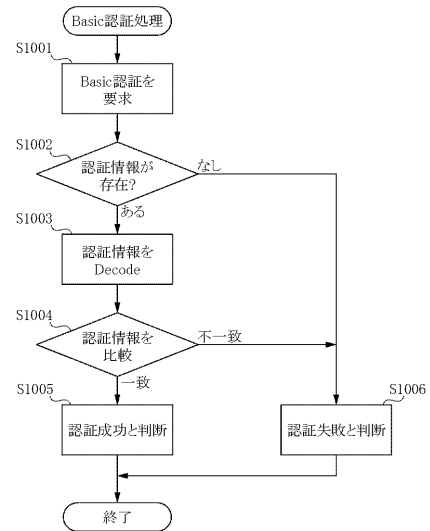 Basic認証処理
S1001
Basic認証を
要求
S1002
認証情報が
存在?
なし
ある
S1003
認証情報を
Decode
S1004
認証情報を
比較
不一致
一致
S1005
認証成功と判断
S1006
認証失敗と判断
終了